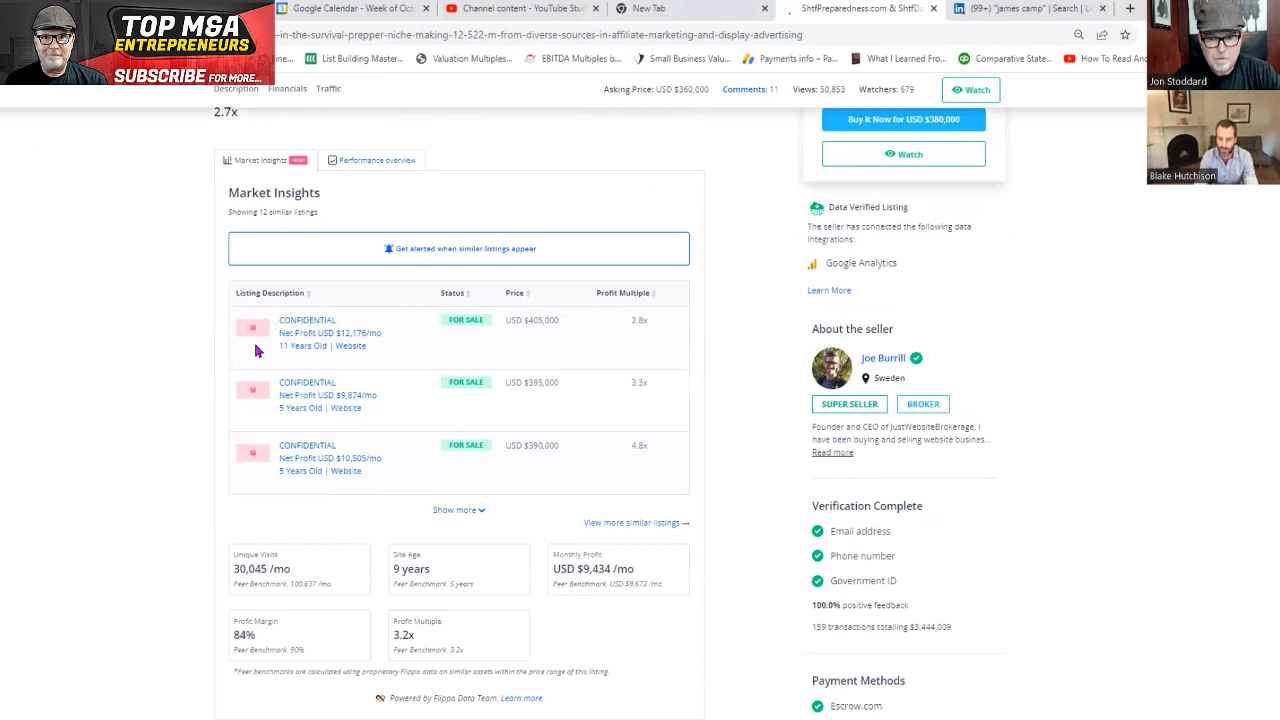 Google Calendar - Week of Octo
Channel content - YouTube Stu
New Tab
ShtfPreparedness.com & ShtfDa
(99+) "james camp" | Search | Li
TOP M&A
ENTREPRENEURS
SUBSCRIBE FOR MORE...
e-in-the-survival-prepper-niche-making-12-522-m-from-diverse-sources-in-affiliate-marketing-and-display-advertising
List Building Master...
Valuation Multiples...
EBITDA Multiples b...
Small Business Valu...
Payments info – Pa...
What I Learned Fro...
Comparative State...
How To Read And
Jon Stoddard
Description Financials Traffic
Asking Price: USD $360,000
Comments: 11
Views: 30,853
Watchers: 679
Watch
2.7x
Buy It Now for USD $380,000
Watch
Blake Hutchison
Market Insights NEW
Performance overview
Market Insights
Showing 12 similar listings
Get alerted when similar listings appear
Listing Description Status Price Profit Multiple
CONFIDENTIAL
Net Profit USD $12,176/mo
11 Years Old | Website
FOR SALE
USD $405,000
2.8x
CONFIDENTIAL
Net Profit USD $9,874/mo
5 Years Old | Website
FOR SALE
USD $395,000
3.3x
CONFIDENTIAL
Net Profit USD $10,505/mo
5 Years Old | Website
FOR SALE
USD $390,000
4.8x
Show more
View more similar listings
Unique Visits
30,045 /mo
Peer Benchmark. 100,637 /mo
Site Age
9 years
Peer Benchmark. 5 years
Monthly Profit
USD $9,434 /mo
Peer Benchmark. USD $9,672 /mo
Profit Margin
84%
Peer Benchmark. 90%
Profit Multiple
3.2x
Peer Benchmark. 3.2x
*Peer benchmarks are calculated using proprietary Flippa data on similar assets within the price range of this listing.
Powered by Flippa Data Team. Learn more
Data Verified Listing
The seller has connected the following data
integrations:
Google Analytics
Learn More
About the seller
Joe Burrill
Sweden
SUPER SELLER
BROKER
Founder and CEO of JustWebsiteBrokerage, i
have been buying and selling website busines...
Read more
Verification Complete
Email address
Phone number
Government ID
100.0% positive feedback
159 transactions totalling $3,444,009
Payment Methods
Escrow.com